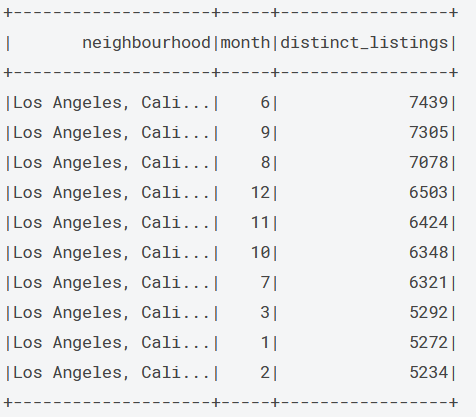 +--------------------+-----+-----------------+
|       neighbourhood|month|distinct_listings|
+--------------------+-----+-----------------+
|Los Angeles, Cali...|    6|             7439|
|Los Angeles, Cali...|    9|             7305|
|Los Angeles, Cali...|    8|             7078|
|Los Angeles, Cali...|   12|             6503|
|Los Angeles, Cali...|   11|             6424|
|Los Angeles, Cali...|   10|             6348|
|Los Angeles, Cali...|    7|             6321|
|Los Angeles, Cali...|    3|             5292|
|Los Angeles, Cali...|    1|             5272|
|Los Angeles, Cali...|    2|             5234|
+--------------------+-----+-----------------+